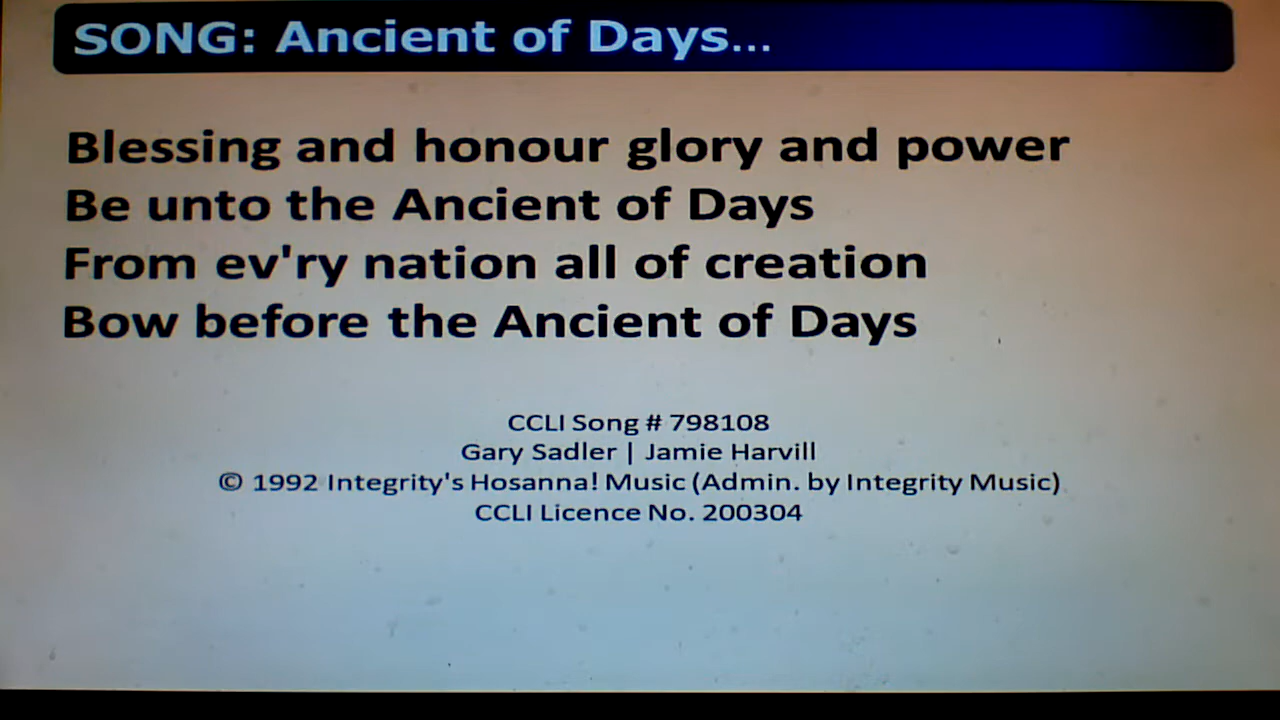 SONG: Ancient of Days...
Blessing and honour glory and power
Be unto the Ancient of Days
From ev'ry nation all of creation
Bow before the Ancient of Days
CCLI Song # 798108
Gary Sadler | Jamie Harvill
© 1992 Integrity's Hosanna! Music (Admin. by Integrity Music)
CCLI Licence No. 200304